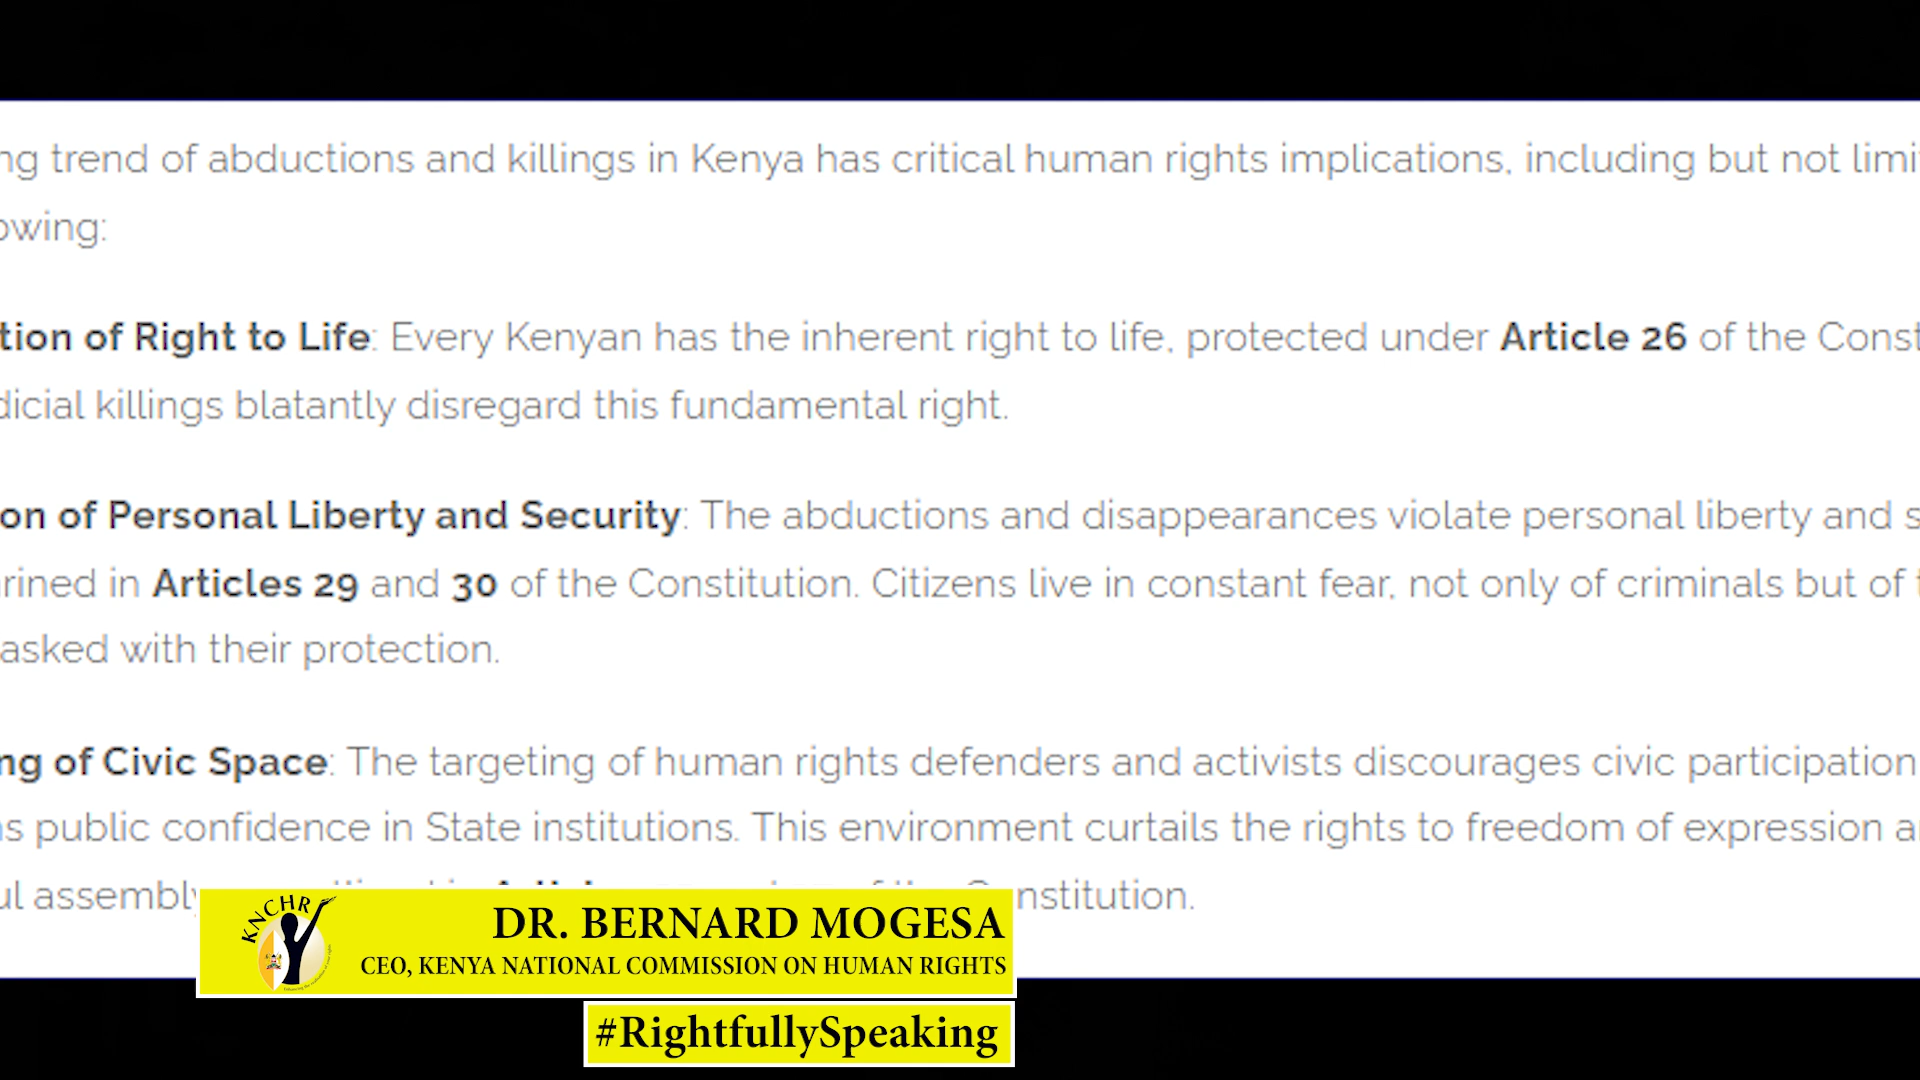 ng trend of abductions and killings in Kenya has critical human rights implications, including but not limi
owing:
tion of Right to Life: Every Kenyan has the inherent right to life, protected under Article 26 of the Const
dicial killings blatantly disregard this fundamental right.
on of Personal Liberty and Security: The abductions and disappearances violate personal liberty and s
rined in Articles 29 and 30 of the Constitution. Citizens live in constant fear, not only of criminals but of t
asked with their protection.
ng of Civic Space: The targeting of human rights defenders and activists discourages civic participation
s public confidence in State institutions. This environment curtails the rights to freedom of expression a
ul assembly nstitution.
KNCHR
DR. BERNARD MOGESA
CEO, KENYA NATIONAL COMMISSION ON HUMAN RIGHTS
#RightfullySpeaking